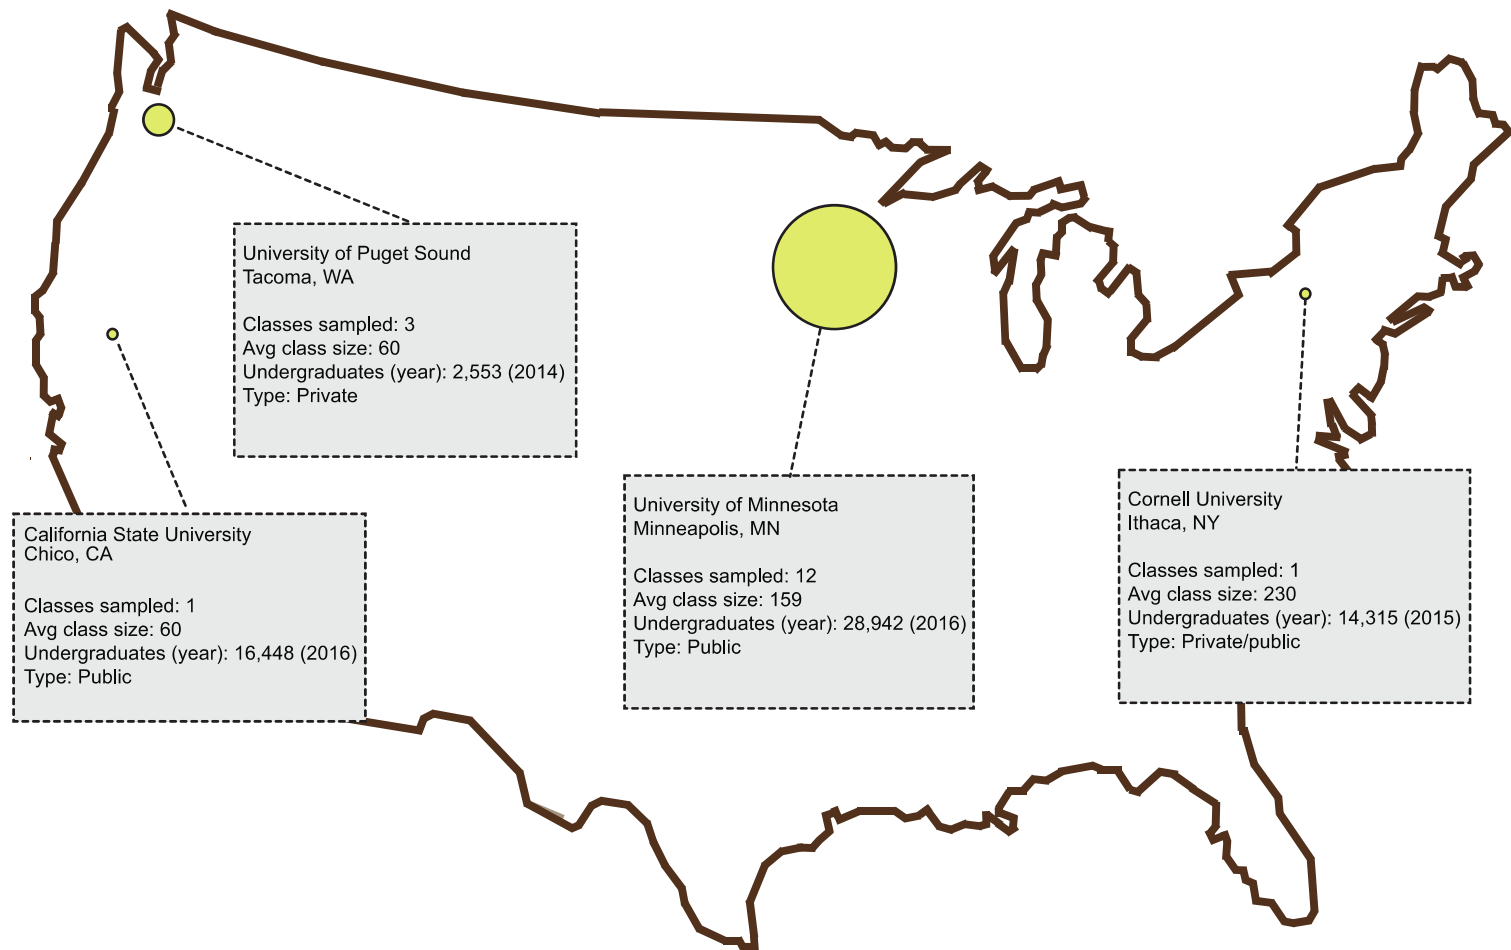 University of Puget Sound
Tacoma, WA
Classes sampled: 3
Avg class size: 60
Undergraduates (year): 2,553 (2014)
Type: Private
California State University
Chico, CA
Classes sampled: 1
Avg class size: 60
Undergraduates (year): 16,448 (2016)
Type: Public
University of Minnesota
Minneapolis, MN
Classes sampled: 12
Avg class size: 159
Undergraduates (year): 28,942 (2016)
Type: Public
Cornell University
Ithaca, NY
Classes sampled: 1
Avg class size: 230
Undergraduates (year): 14,315 (2015)
Type: Private/public